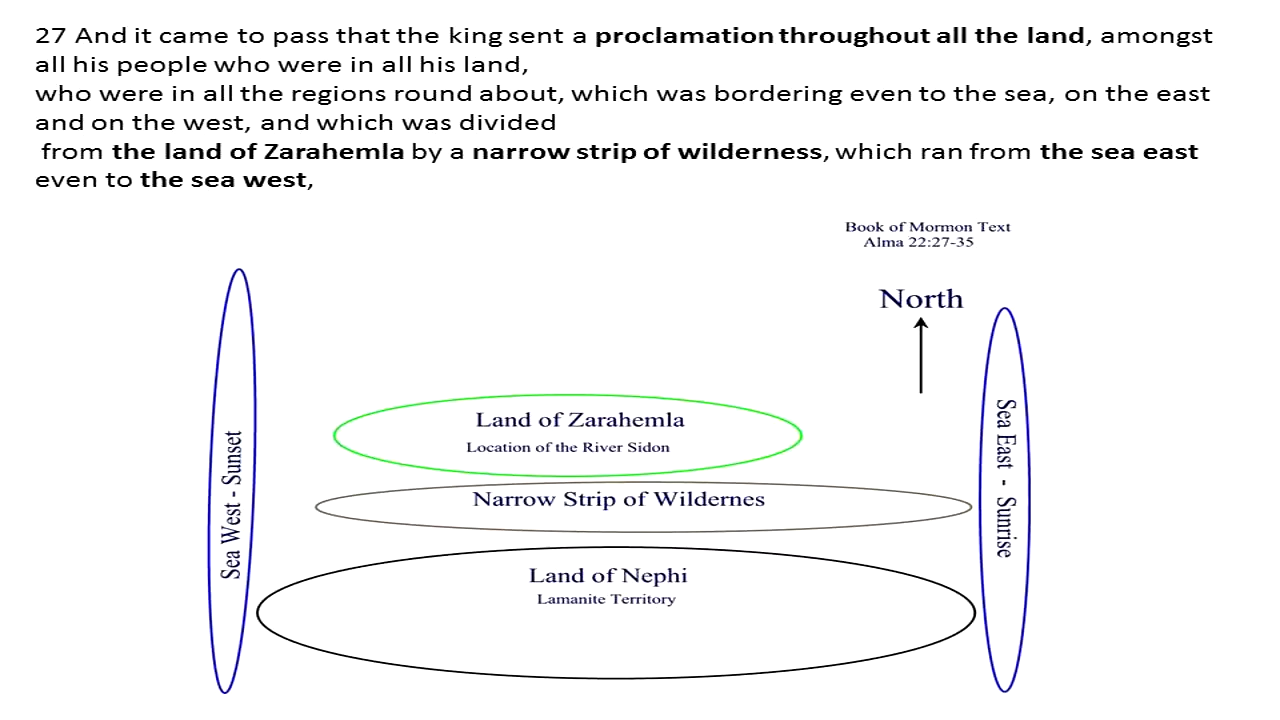 27 And it came to pass that the king sent a proclamation throughout all the land, amongst
all his people who were in all his land,
who were in all the regions round about, which was bordering even to the sea, on the east
and on the west, and which was divided
from the land of Zarahemla by a narrow strip of wilderness, which ran from the sea east
even to the sea west,
Book of Mormon Text
Alma 22:27-35
North
Sea West - Sunset
Land of Zarahemla
Location of the River Sidon
Narrow Strip of Wildernes
Land of Nephi
Lamanite Territory
Sea East - Sunrise